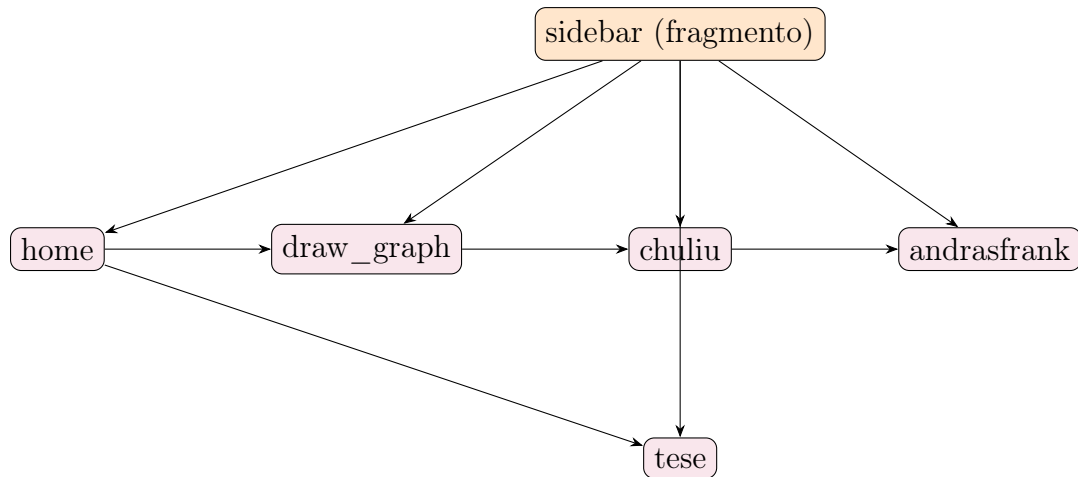 sidebar (fragmento)
home
draw_graph
chuliu
andrasfrank
tese